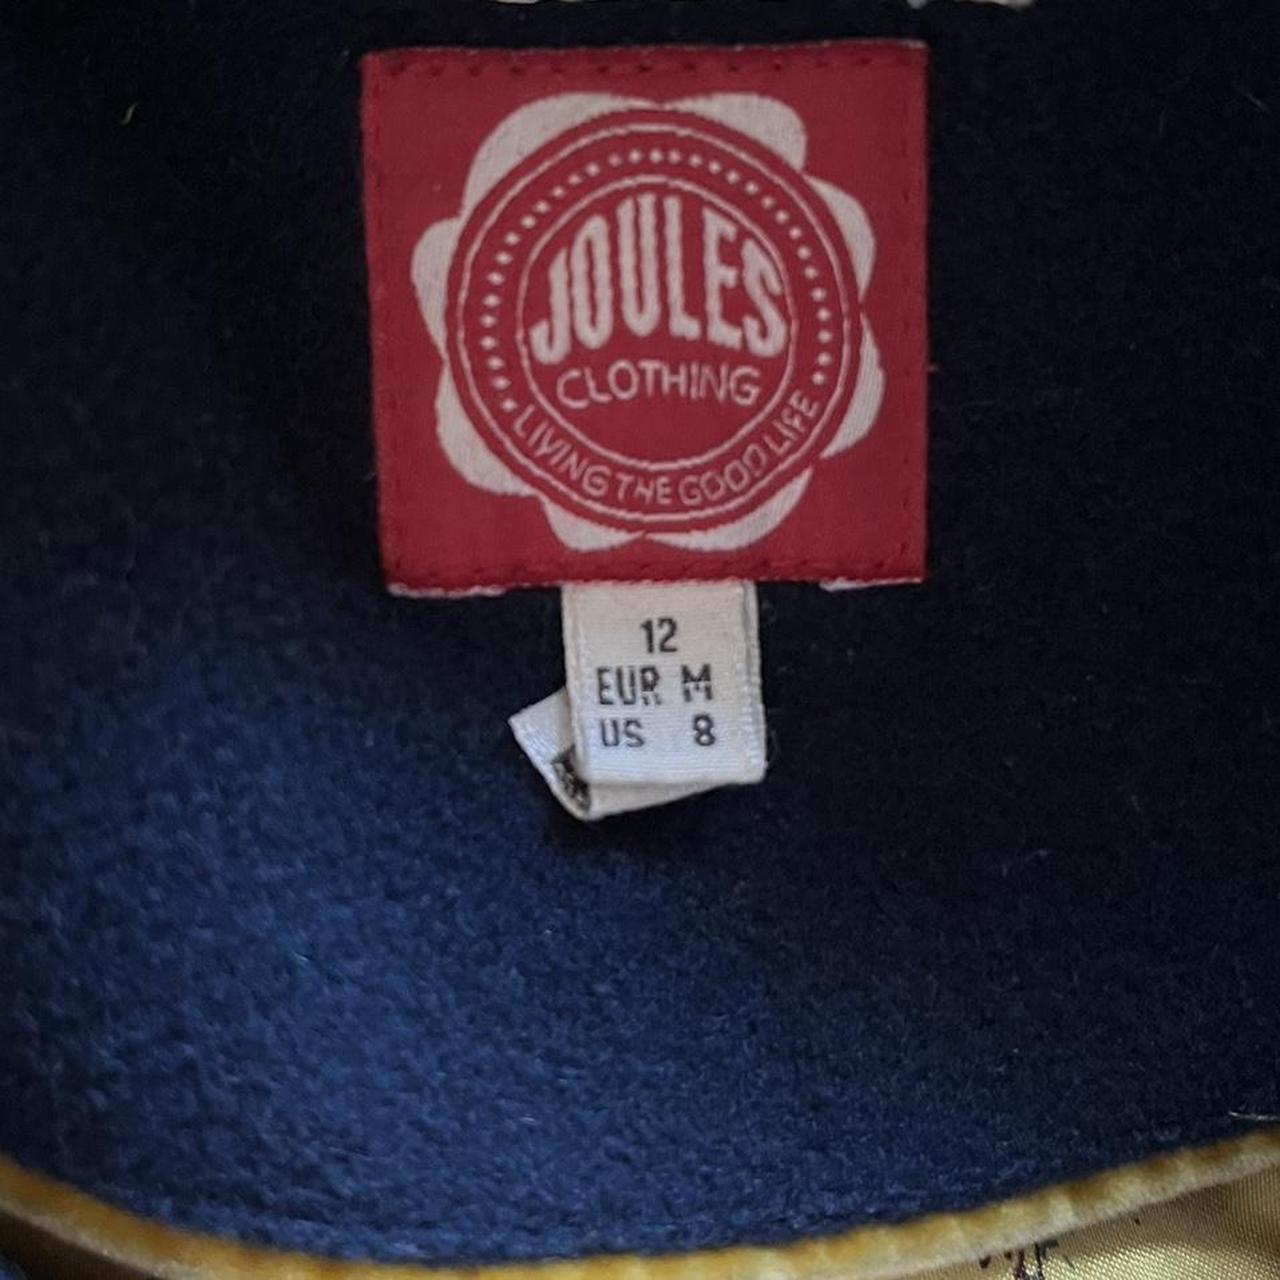 JOULES
CLOTHING
LIVING THE GOOD LIFE
12
EUR M
US 8